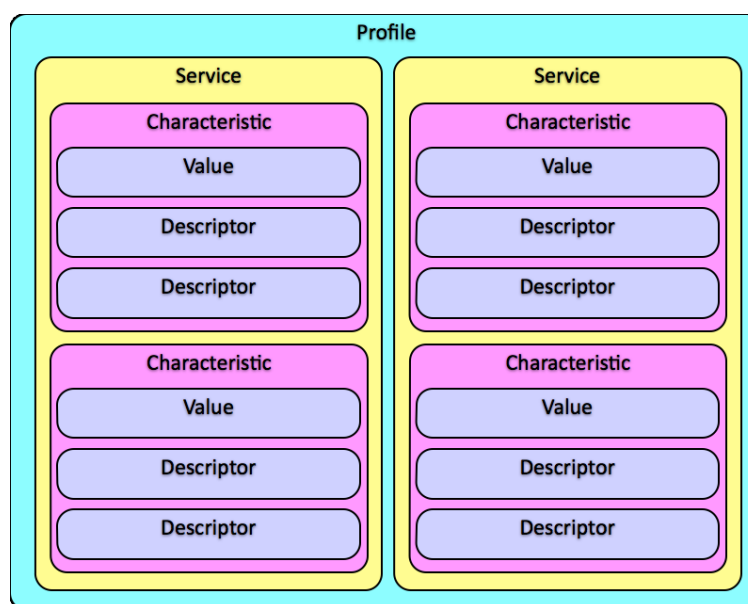 Profile
Service
Characteristic
Value
Descriptor
Descriptor
Characteristic
Value
Descriptor
Descriptor
Service
Characteristic
Value
Descriptor
Descriptor
Characteristic
Value
Descriptor
Descriptor